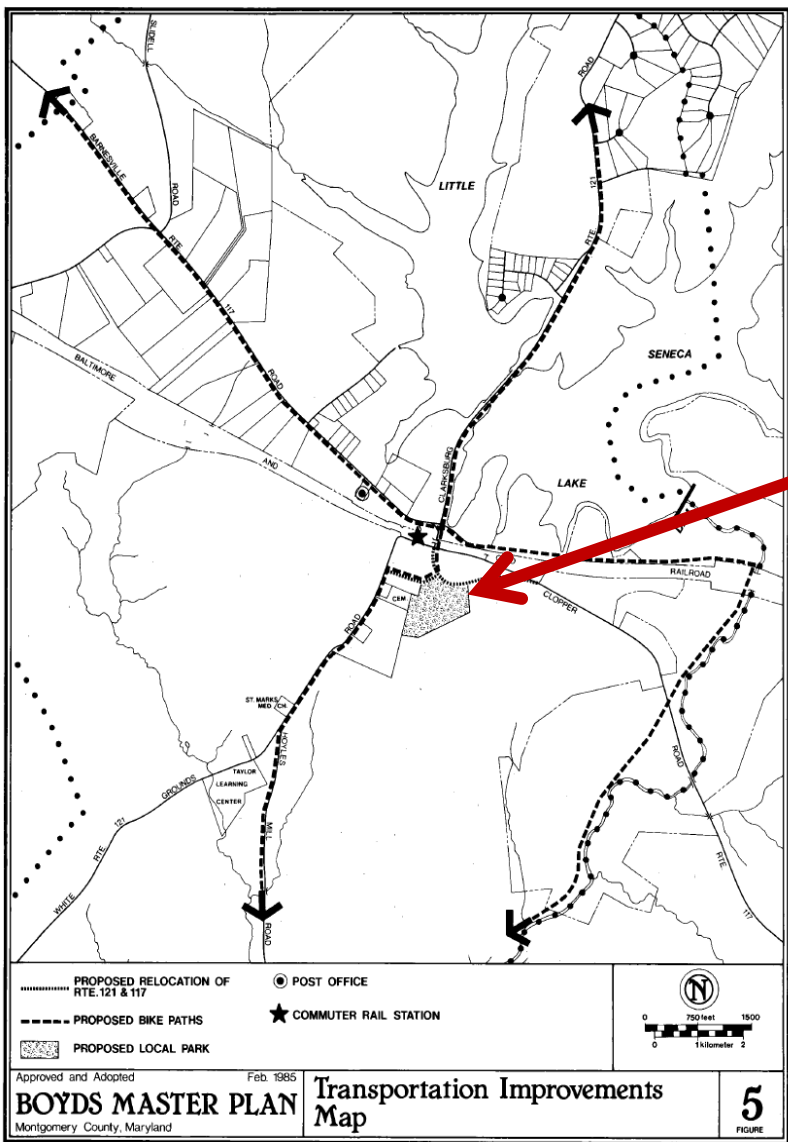 SLIDELL
ROAD
BARNESVILLE
ROAD
RTE.
117
ROAD
BALTIMORE
AND
LITTLE
ROAD
121
RTE.
CLARKSBURG
SENECA
LAKE
RAILROAD
CLOPPER
ROAD
RTE.
117
CEM.
ROAD
ST. MARKS
MED CH.
HOYLES
MILL
ROAD
TAYLOR
LEARNING
CENTER
GROUNDS
121
RTE.
WHITE
PROPOSED RELOCATION OF
RTE. 121 & 117
PROPOSED BIKE PATHS
PROPOSED LOCAL PARK
POST OFFICE
COMMUTER RAIL STATION
N
0 750 feet 1500
0 1 kilometer 2
Approved and Adopted Feb. 1985
BOYDS MASTER PLAN
Montgomery County, Maryland
Transportation Improvements
Map
5
FIGURE